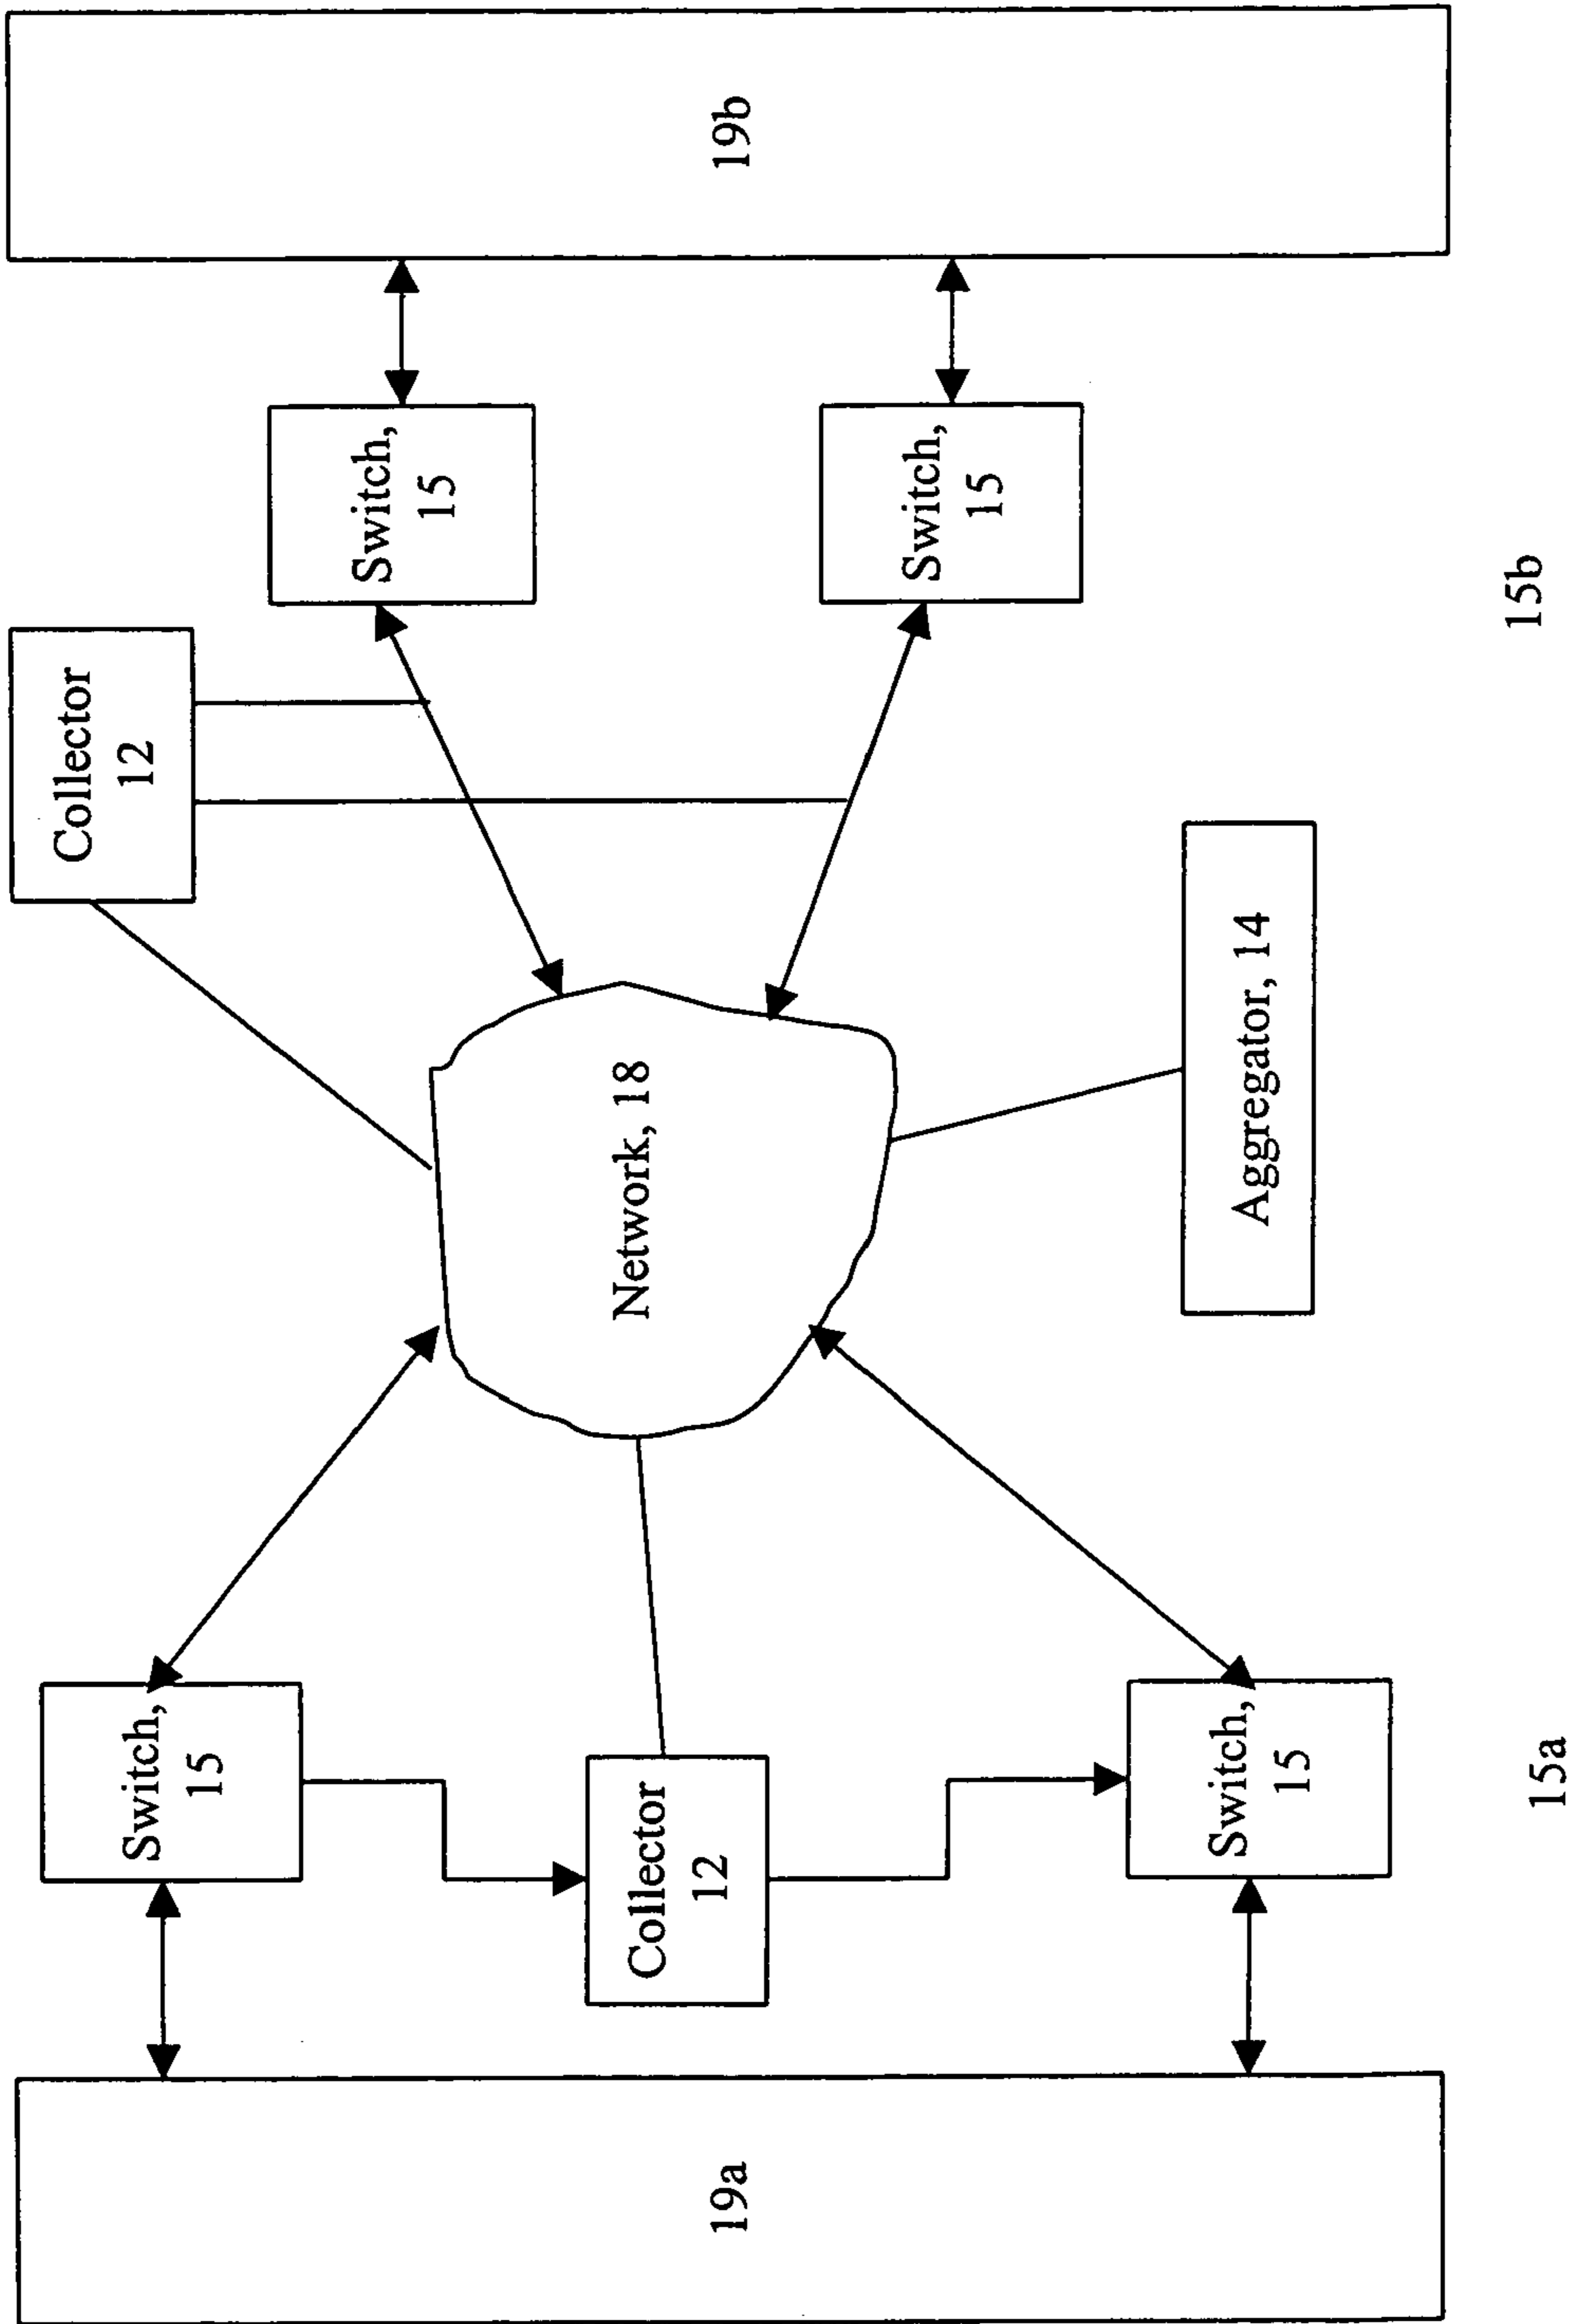 Collector
12
Switch,
15
Switch,
15
Network, 18
19a
19b
Collector
12
Switch,
15
Switch,
15
Aggregator, 14
15a
15b